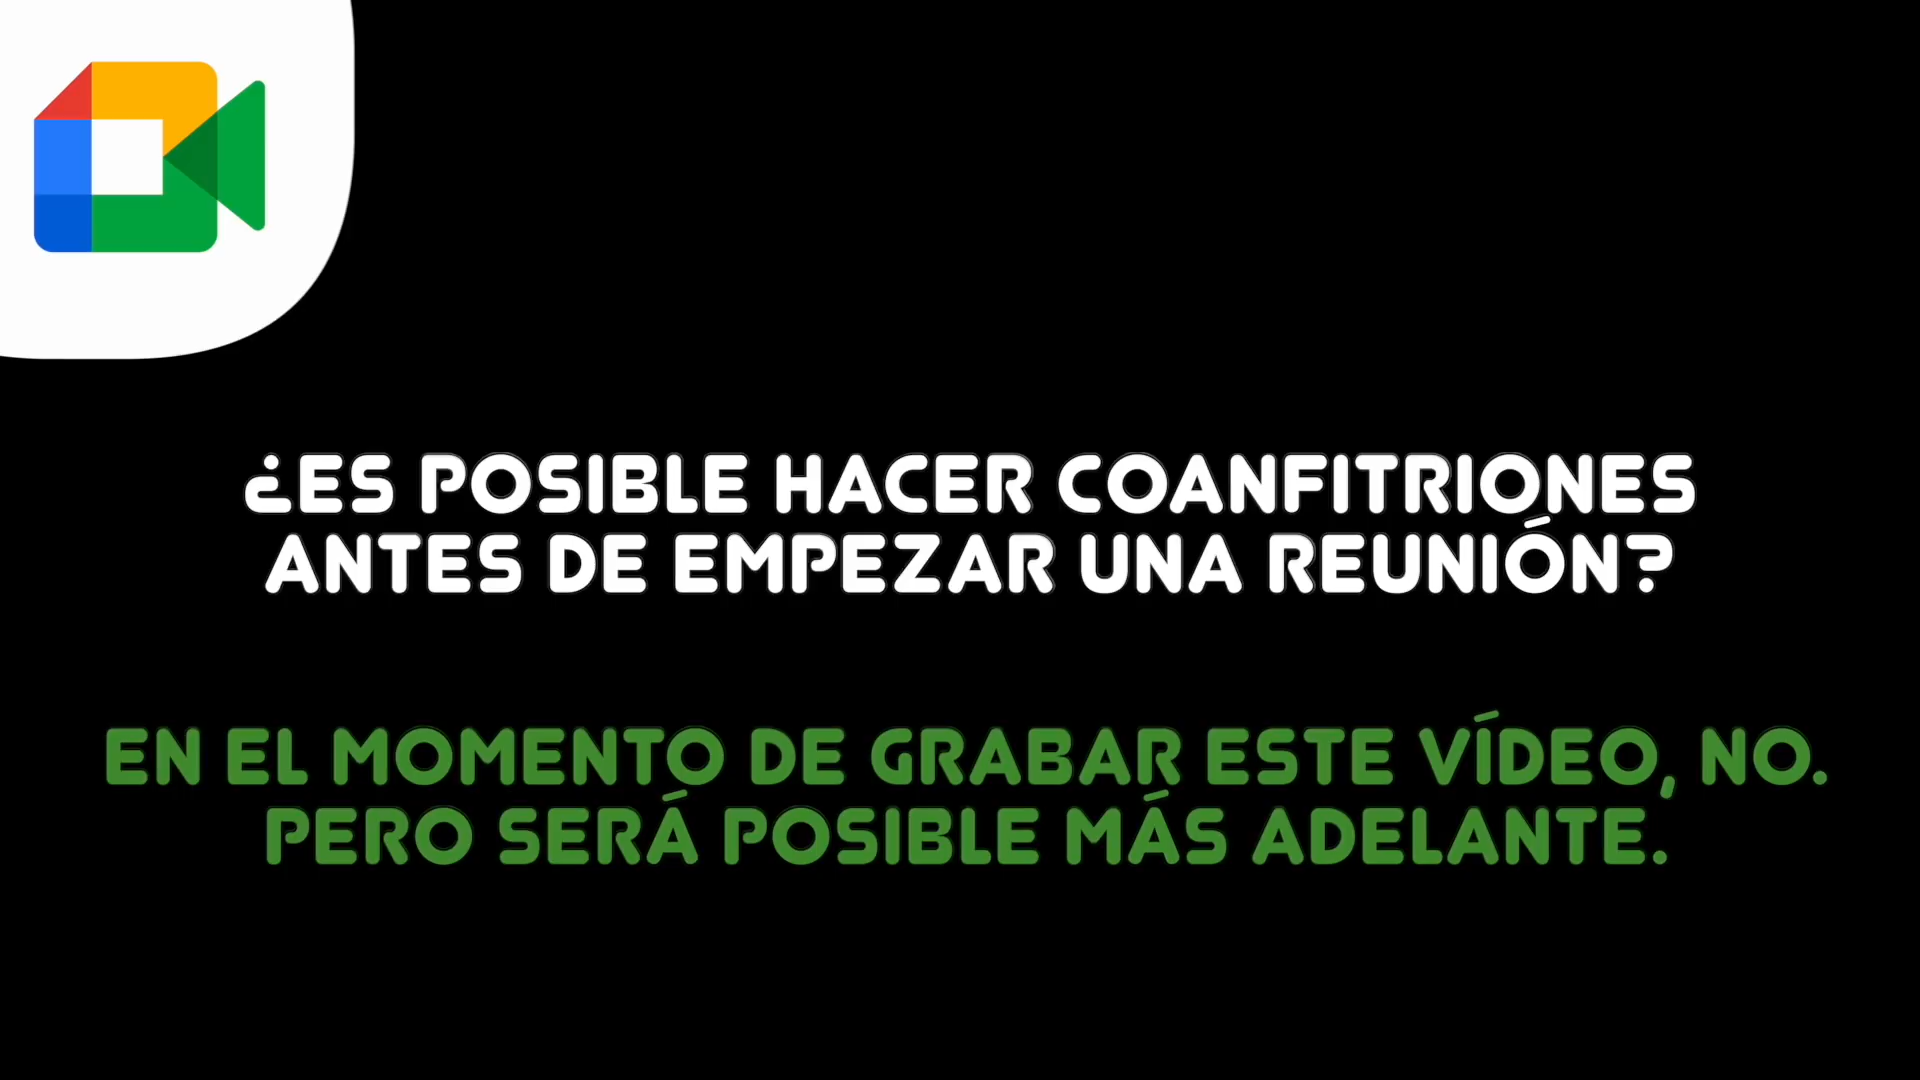 ¿ES POSIBLE HACER COANFITRIONES
ANTES DE EMPEZAR UNA REUNIÓN?
EN EL MOMENTO DE GRABAR ESTE VÍDEO, NO.
PERO SERÁ POSIBLE MÁS ADELANTE.